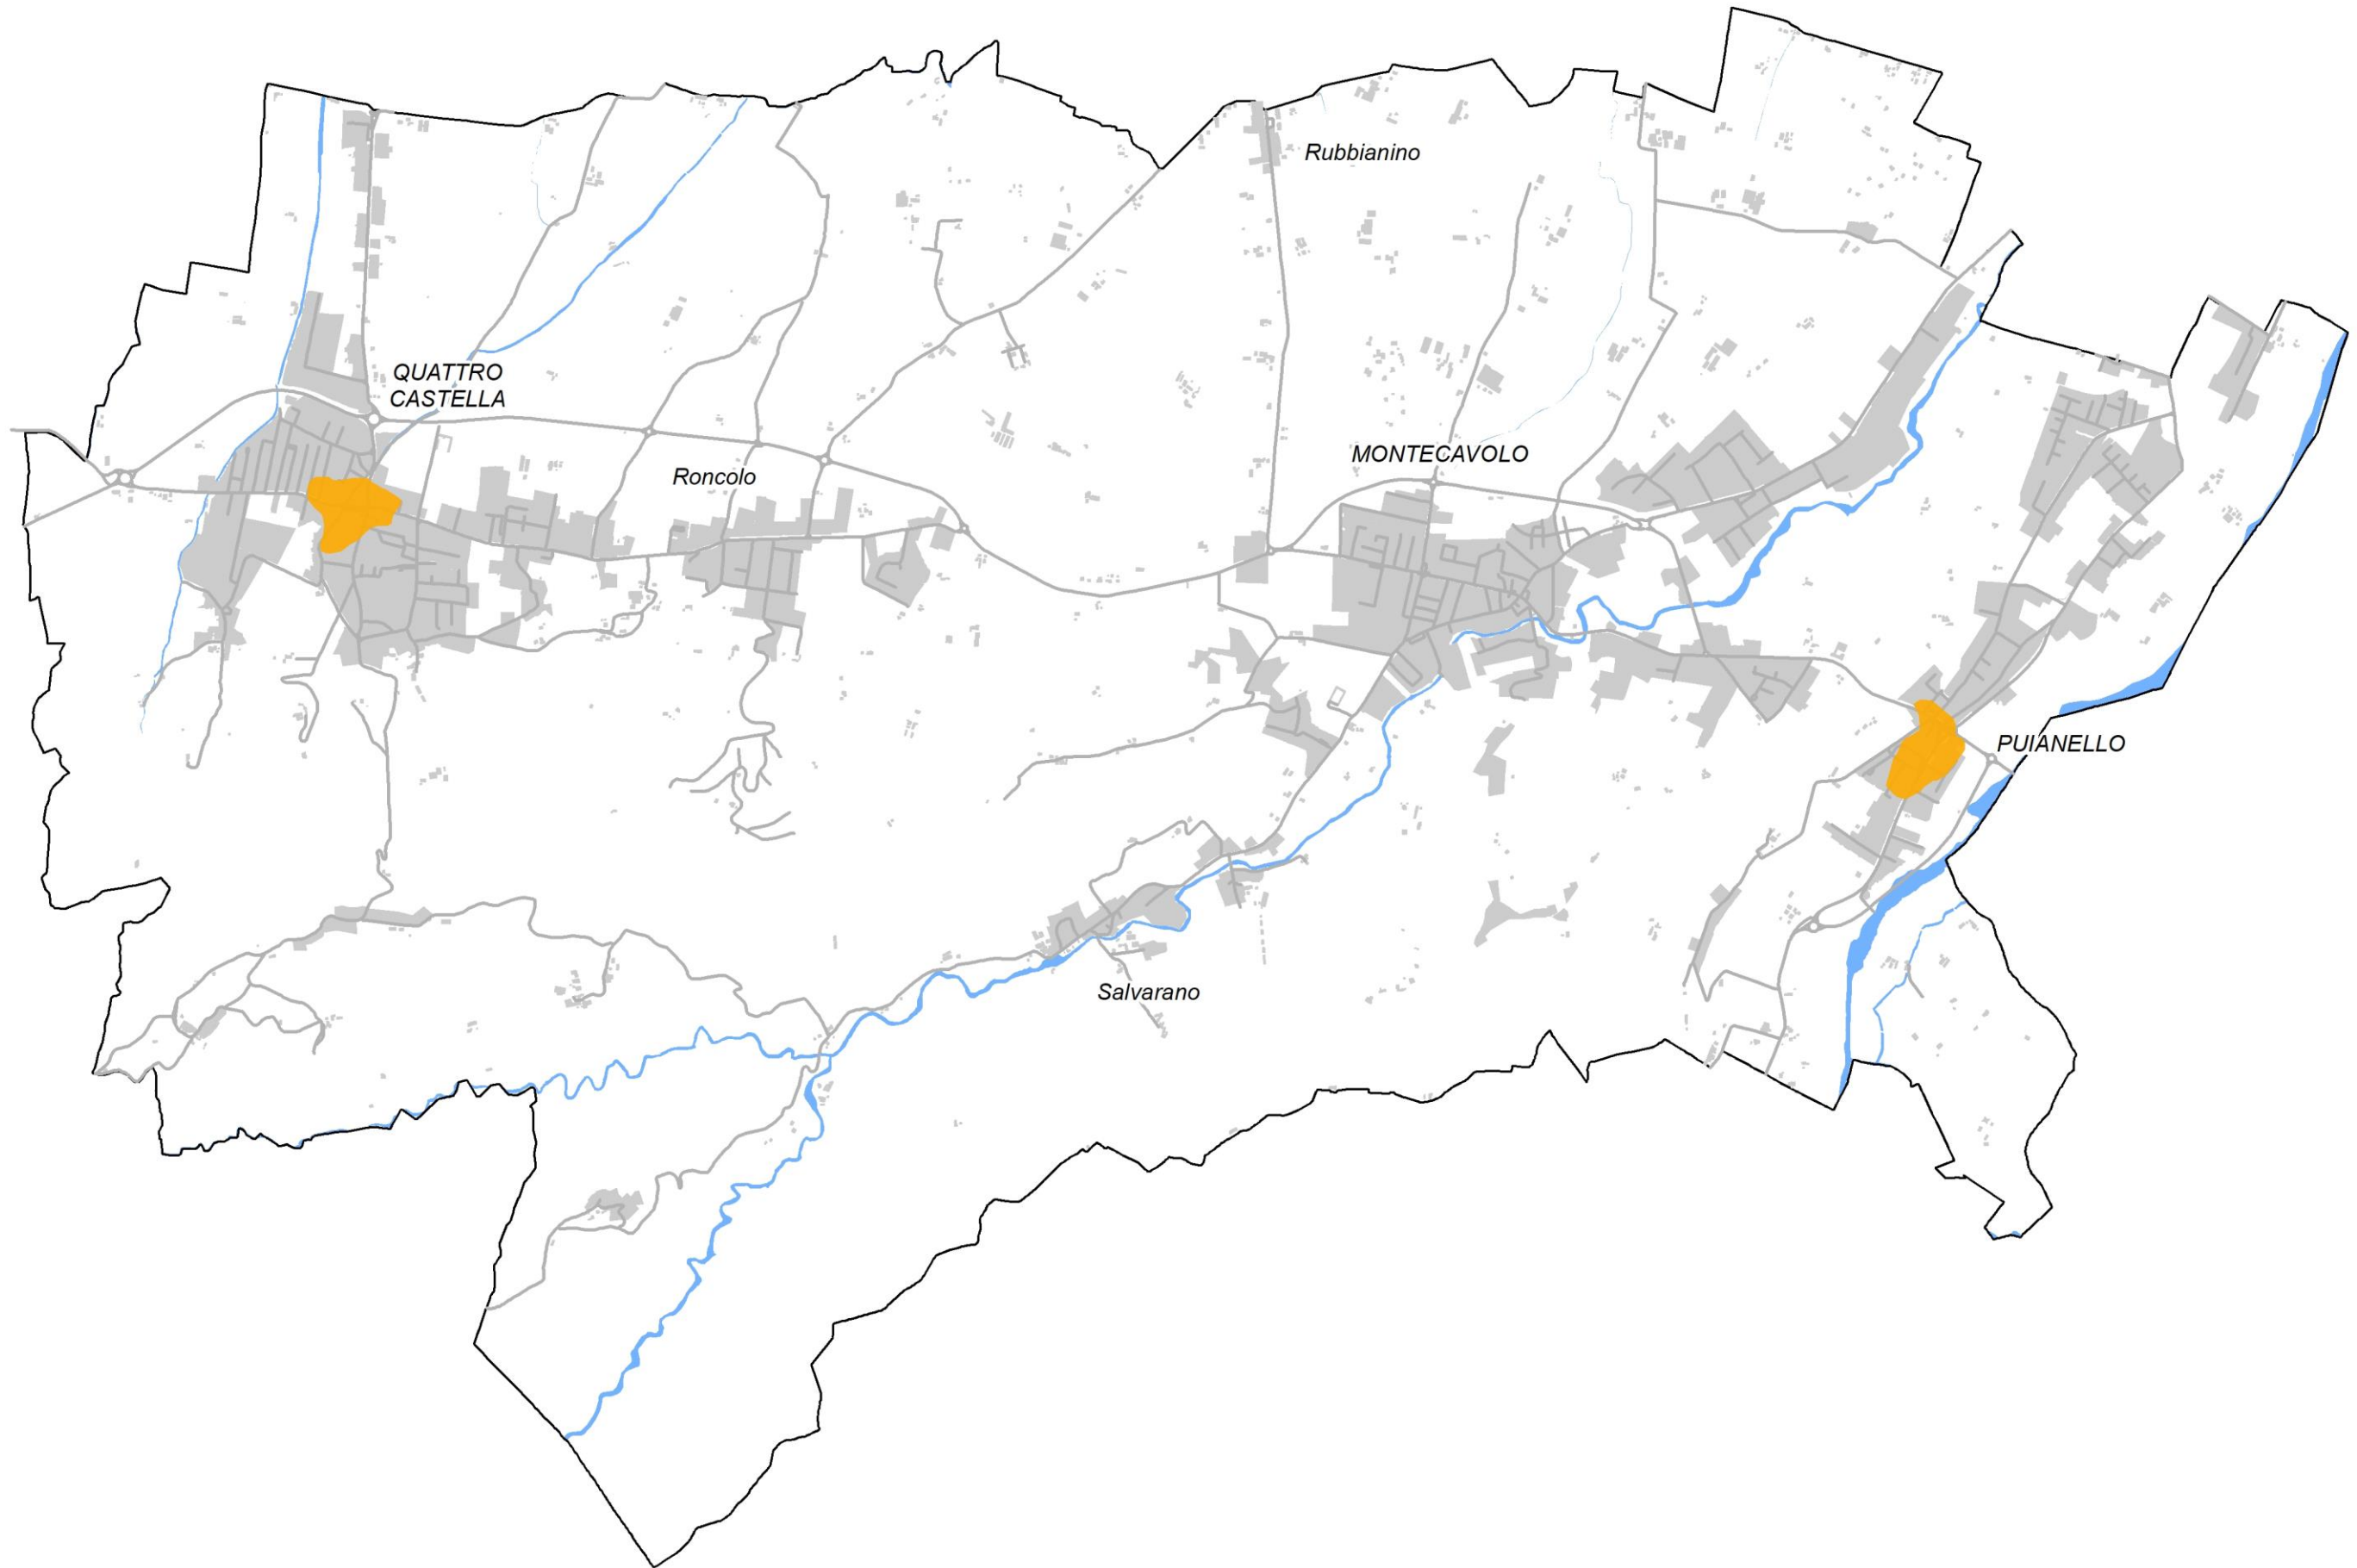 Rubbianino
QUATTRO
CASTELLA
MONTECAVOLO
Roncolo
PUIANELLO
Salvarano